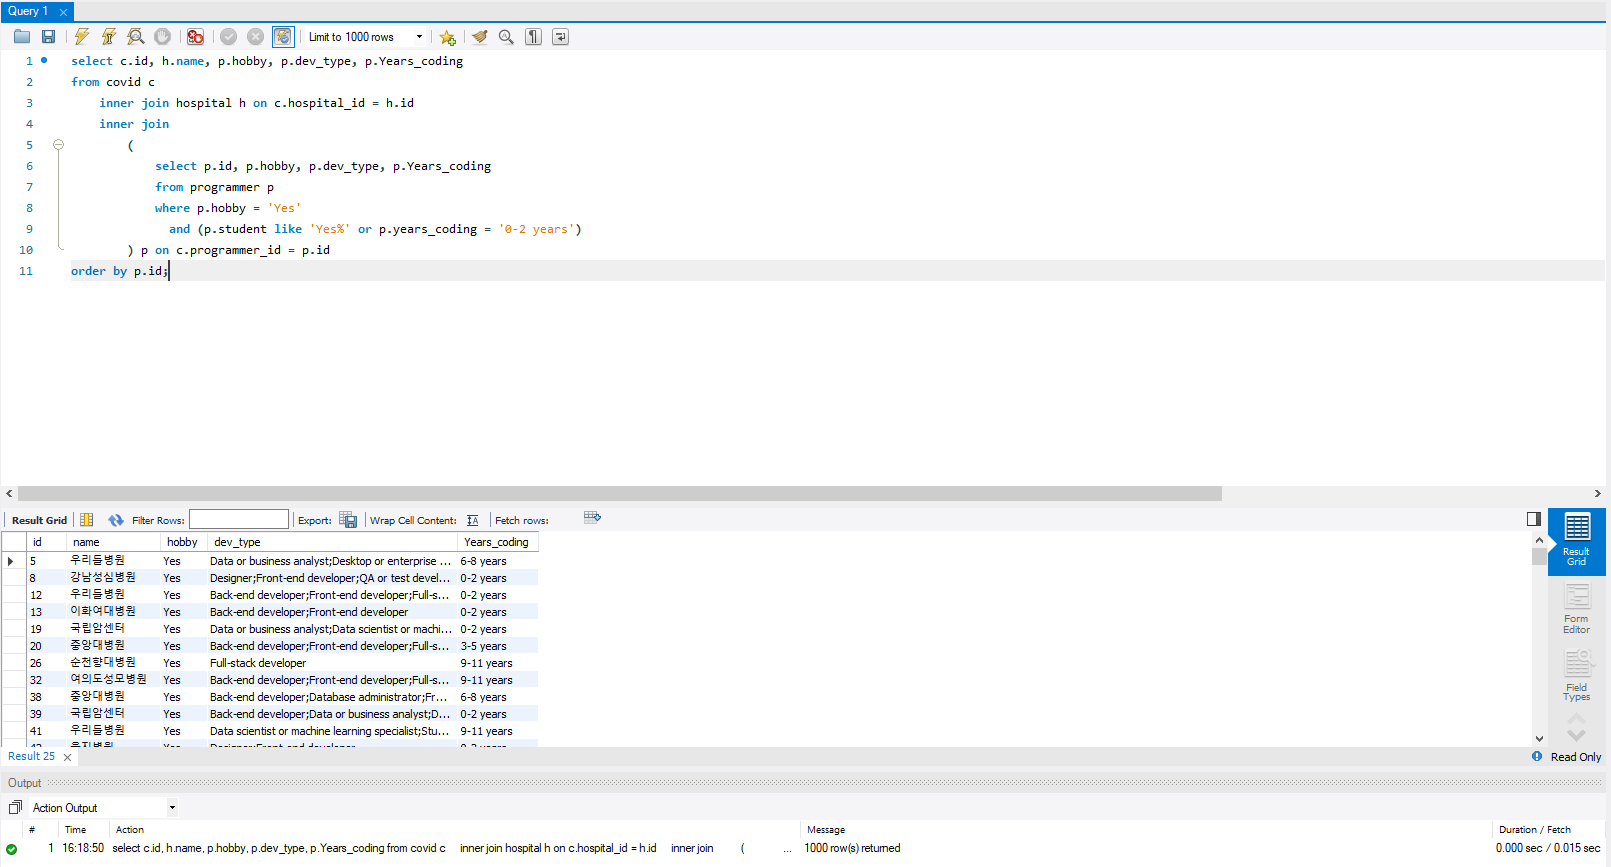 Query 1
Limit to 1000 rows
1 select c.id, h.name, p.hobby, p.dev_type, p.Years_coding
2 from covid c
3 inner join hospital h on c.hospital_id = h.id
4 inner join
5 (
6 select p.id, p.hobby, p.dev_type, p.Years_coding
7 from programmer p
8 where p.hobby = 'Yes'
9 and (p.student like 'Yes%' or p.years_coding = '0-2 years')
10 ) p on c.programmer_id = p.id
11 order by p.id;
Result Grid Filter Rows: Export: Wrap Cell Content: Fetch rows:
id name hobby dev_type Years_coding
5 우리들병원 Yes Data or business analyst;Desktop or enterprise ... 6-8 years
8 강남성심병원 Yes Designer;Front-end developer;QA or test devel... 0-2 years
12 우리들병원 Yes Back-end developer;Front-end developer;Full-s... 0-2 years
13 이화여대병원 Yes Back-end developer;Front-end developer 0-2 years
19 국립암센터 Yes Data or business analyst;Data scientist or machi... 0-2 years
20 중앙대병원 Yes Back-end developer;Front-end developer;Full-s... 3-5 years
26 순천향대병원 Yes Full-stack developer 9-11 years
32 여의도성모병원 Yes Back-end developer;Front-end developer;Full-s... 9-11 years
38 중앙대병원 Yes Back-end developer;Database administrator;Fr... 6-8 years
39 국립암센터 Yes Back-end developer;Data or business analyst;D... 0-2 years
41 우리들병원 Yes Data scientist or machine learning specialist;Stu... 9-11 years
Result Grid
Form Editor
Field Types
Result 25
Read Only
Output
Action Output
# Time Action Message Duration / Fetch
1 16:18:50 select c.id, h.name, p.hobby, p.dev_type, p.Years_coding from covid c inner join hospital h on c.hospital_id = h.id inner join ( ... 1000 row(s) returned 0.000 sec / 0.015 sec